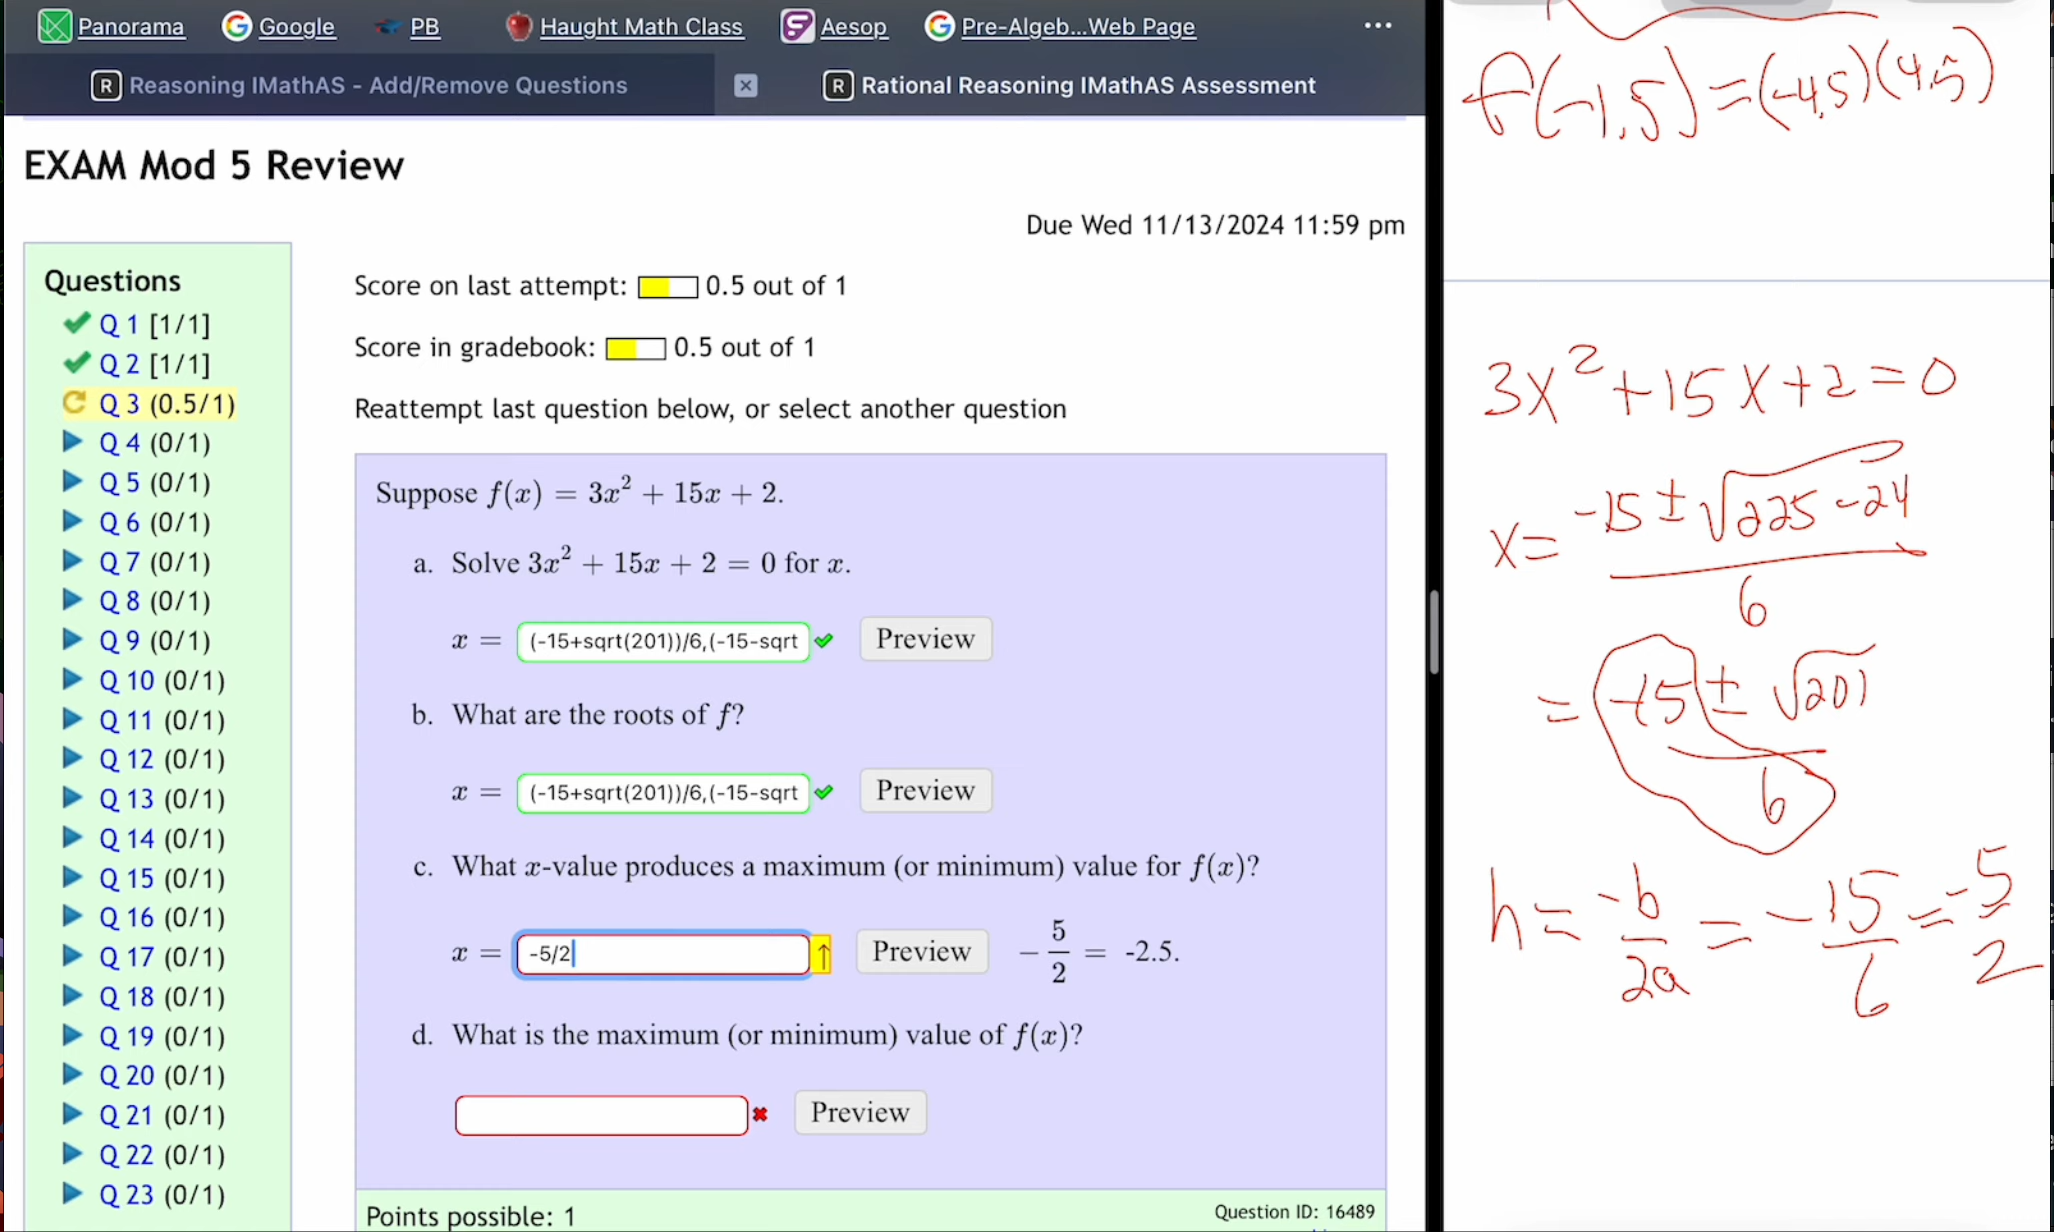 Panorama Google PB Haught Math Class Aesop Pre-Algeb...Web Page ...
R Reasoning IMathAS - Add/Remove Questions R Rational Reasoning IMathAS Assessment
EXAM Mod 5 Review
Due Wed 11/13/2024 11:59 pm
Questions
Q 1 [1/1]
Q 2 [1/1]
Q 3 (0.5/1)
Q 4 (0/1)
Q 5 (0/1)
Q 6 (0/1)
Q 7 (0/1)
Q 8 (0/1)
Q 9 (0/1)
Q 10 (0/1)
Q 11 (0/1)
Q 12 (0/1)
Q 13 (0/1)
Q 14 (0/1)
Q 15 (0/1)
Q 16 (0/1)
Q 17 (0/1)
Q 18 (0/1)
Q 19 (0/1)
Q 20 (0/1)
Q 21 (0/1)
Q 22 (0/1)
Q 23 (0/1)
Score on last attempt: 0.5 out of 1
Score in gradebook: 0.5 out of 1
Reattempt last question below, or select another question
Suppose f(x) = 3x² + 15x + 2.
a. Solve 3x² + 15x + 2 = 0 for x.
x = (-15+sqrt(201))/6,(-15-sqrt Preview
b. What are the roots of f?
x = (-15+sqrt(201))/6,(-15-sqrt Preview
c. What x-value produces a maximum (or minimum) value for f(x)?
x = -5/2 Preview −5/2 = -2.5.
d. What is the maximum (or minimum) value of f(x)?
Preview
Points possible: 1
Question ID: 16489
f(-1.5)=(-4.5)(4.5)
3x²+15x+2=0
x= -15±√225-24 / 6
= -15±√201 / 6
h= -b/2a = -15/6 = -5/2